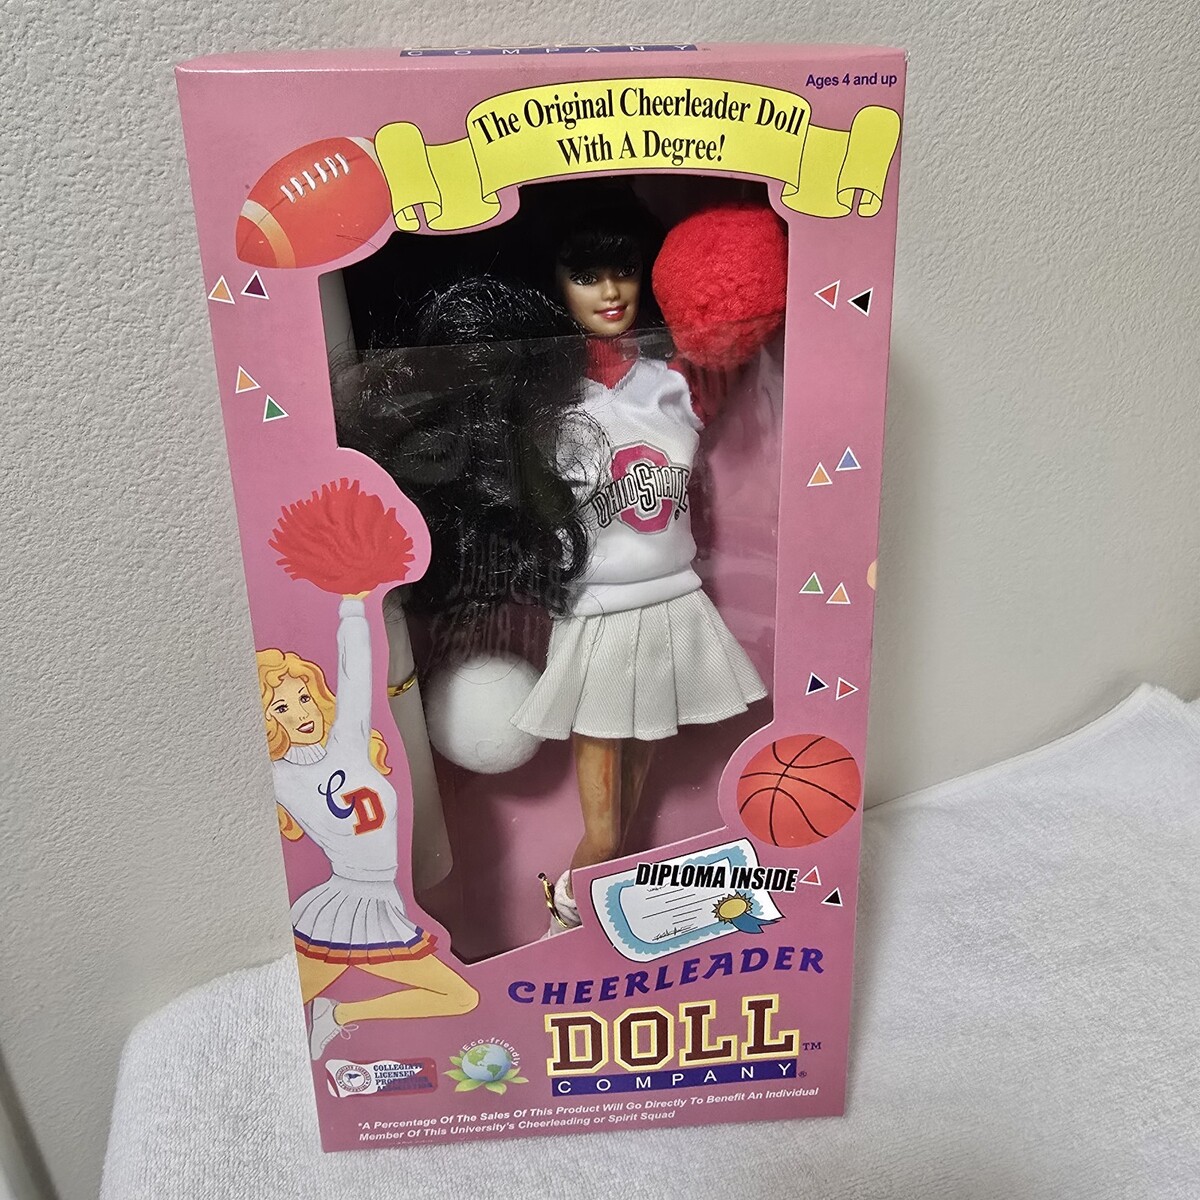 COMPANY
Ages 4 and up
The Original Cheerleader Doll
With A Degree!
OHIO STATE
CD
DIPLOMA INSIDE
CHEERLEADER
DOLL™
COMPANY®
Eco-friendly
COLLEGIATE
LICENSED
*A Percentage Of The Sales Of This Product Will Go Directly To Benefit An Individual
Member Of This University's Cheerleading or Spirit Squad